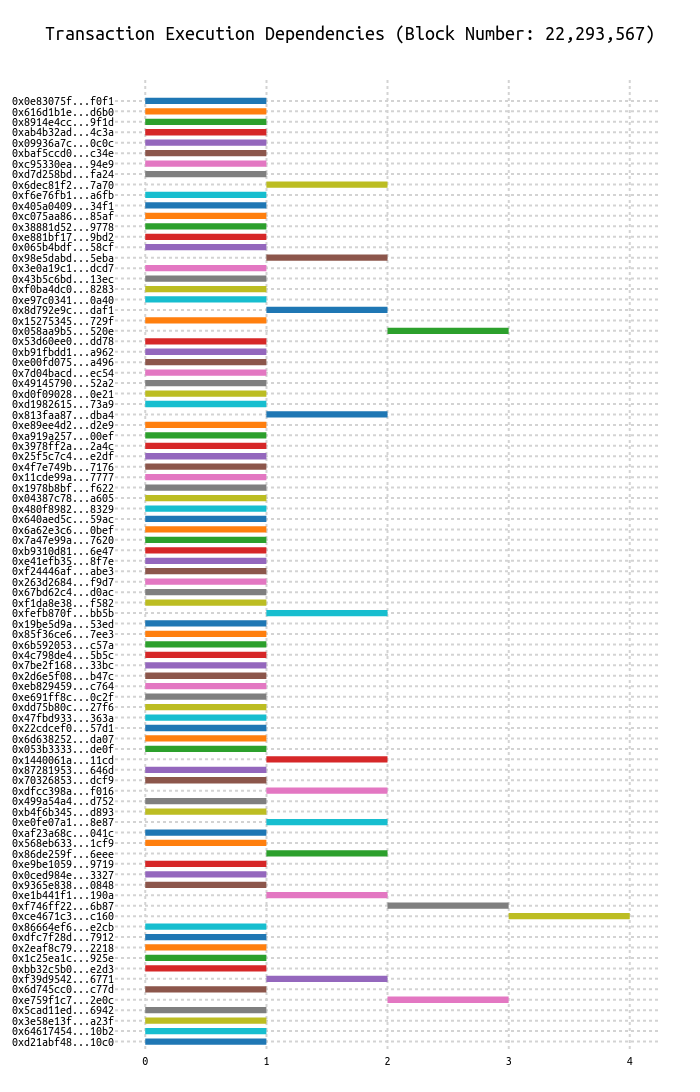 Transaction Execution Dependencies (Block Number: 22,293,567)
0x0e83075f...f0f1
0x616d1b1e...d6b0
0x8914e4cc...9f1d
0xab4b32ad...4c3a
0x09936a7c...0c0c
0xbaf5ccd0...c34e
0xc95330ea...94e9
0xd7d258bd...fa24
0x6dec81f2...7a70
0xf6e76fb1...a6fb
0x405a0409...34f1
0xc075aa86...85af
0x38881d52...9778
0xe881bf17...9bd2
0x065b4bdf...58cf
0x98e5dabd...5eba
0x3e0a19c1...dcd7
0x43b5c6bd...13ec
0xf0ba4dc0...8283
0xe97c0341...0a40
0x8d792e9c...daf1
0x15275345...729f
0x058aa9b5...520e
0x53d60ee0...dd78
0xb91fbdd1...a962
0xe00fd075...a496
0x7d04bacd...ec54
0x49145790...52a2
0xd0f09028...0e21
0xd1982615...73a9
0x813faa87...dba4
0xe89ee4d2...d2e9
0xa919a257...00ef
0x3978ff2a...2a4c
0x25f5c7c4...e2df
0x4f7e749b...7176
0x11cde99a...7777
0x1978b8bf...f622
0x04387c78...a605
0x480f8982...8329
0x640aed5c...59ac
0x6a62e3c6...0bef
0x7a47e99a...7620
0xb9310d81...6e47
0xe41efb35...8f7e
0xf24446af...abe3
0x263d2684...f9d7
0x67bd62c4...d0ac
0xf1da8e38...f582
0xfefb870f...bb5b
0x19be5d9a...53ed
0x85f36ce6...7ee3
0x6b592053...c57a
0x4c798de4...5b5c
0x7be2f168...33bc
0x2d6e5f08...b47c
0xeb829459...c764
0xe691ff8c...0c2f
0xdd75b80c...27f6
0x47fbd933...363a
0x22cdcef0...57d1
0x6d638252...da07
0x053b3333...de0f
0x1440061a...11cd
0x87281953...646d
0x70326853...dcf9
0xdfcc398a...f016
0x499a54a4...d752
0xb4f6b345...d893
0xe0fe07a1...8e87
0xaf23a68c...041c
0x568eb633...1cf9
0x86de259f...6eee
0xe9be1059...9719
0x0ced984e...3327
0x9365e838...0848
0xe1b441f1...190a
0xf746ff22...6b87
0xce4671c3...c160
0x86664ef6...e2cb
0xdfc7f28d...7912
0x2eaf8c79...2218
0x1c25ea1c...925e
0xbb32c5b0...e2d3
0xf39d9542...6771
0x6d745cc0...c77d
0xe759f1c7...2e0c
0x5cad11ed...6942
0x3e58e13f...a23f
0x64617454...10b2
0xd21abf48...10c0
0 1 2 3 4